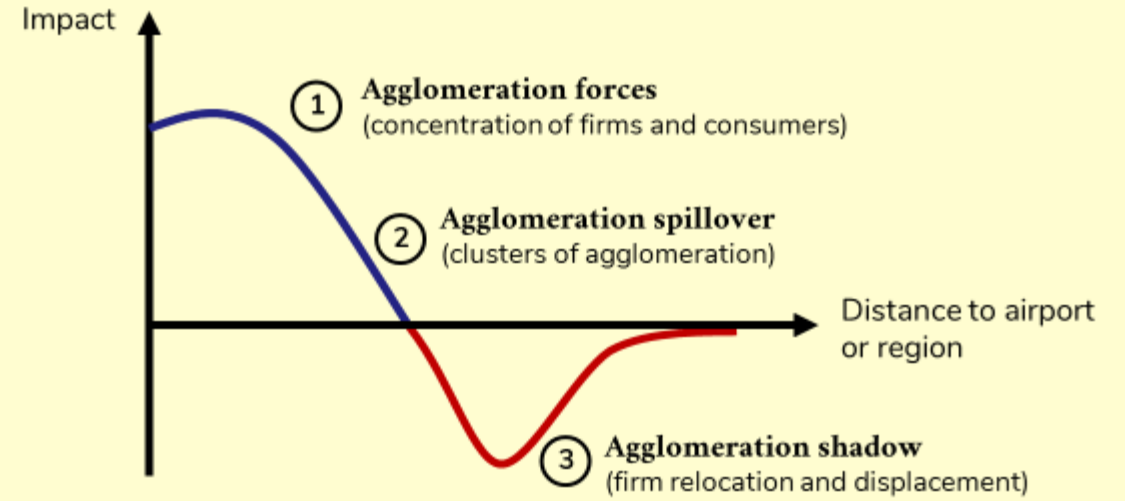 Impact
1
Agglomeration forces
(concentration of firms and consumers)
2
Agglomeration spillover
(clusters of agglomeration)
Distance to airport
or region
3
Agglomeration shadow
(firm relocation and displacement)